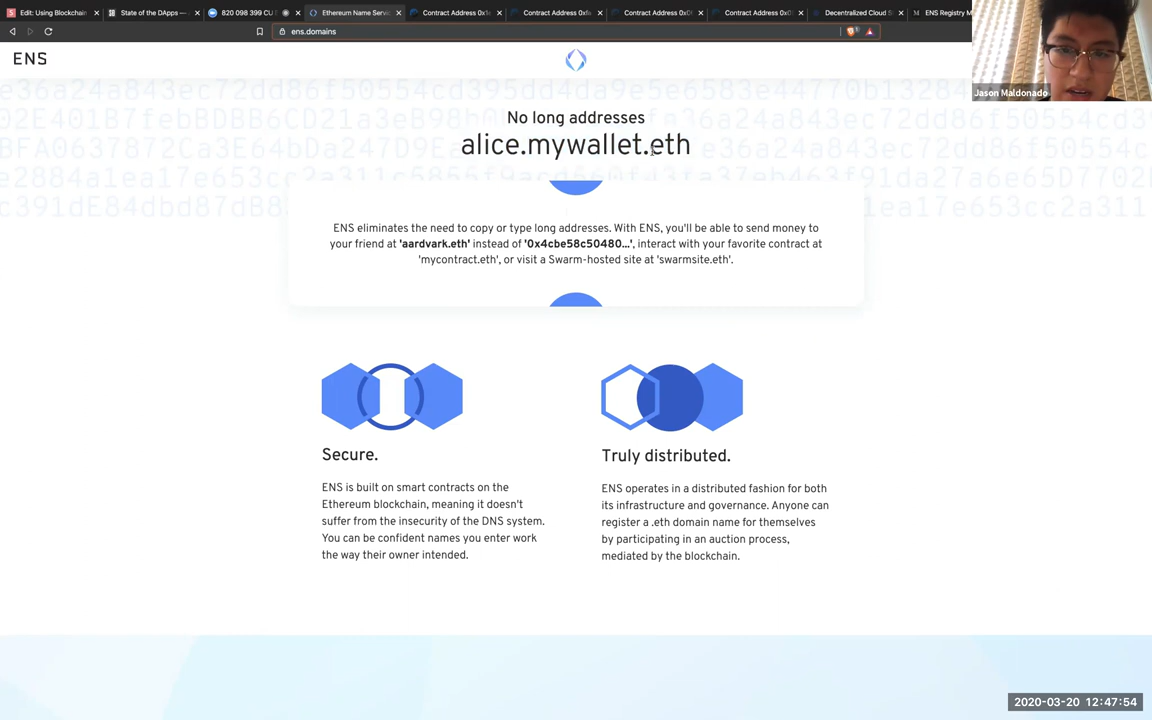 Edit: Using Blockchain
State of the DApps —
820 098 399 CU
Ethereum Name Servi
Contract Address 0x
Contract Address
Contract Address
Contract Address
Decentralized Cloud
ENS Registry
ens.domains
ENS
Jason Maldonado
No long addresses
alice.mywallet.eth
ENS eliminates the need to copy or type long addresses. With ENS, you'll be able to send money to
your friend at 'aardvark.eth' instead of '0x4cbe58c50480...', interact with your favorite contract at
'mycontract.eth', or visit a Swarm-hosted site at 'swarmsite.eth'.
Secure.
ENS is built on smart contracts on the
Ethereum blockchain, meaning it doesn't
suffer from the insecurity of the DNS system.
You can be confident names you enter work
the way their owner intended.
Truly distributed.
ENS operates in a distributed fashion for both
its infrastructure and governance. Anyone can
register a .eth domain name for themselves
by participating in an auction process,
mediated by the blockchain.
2020-03-20 12:47:54